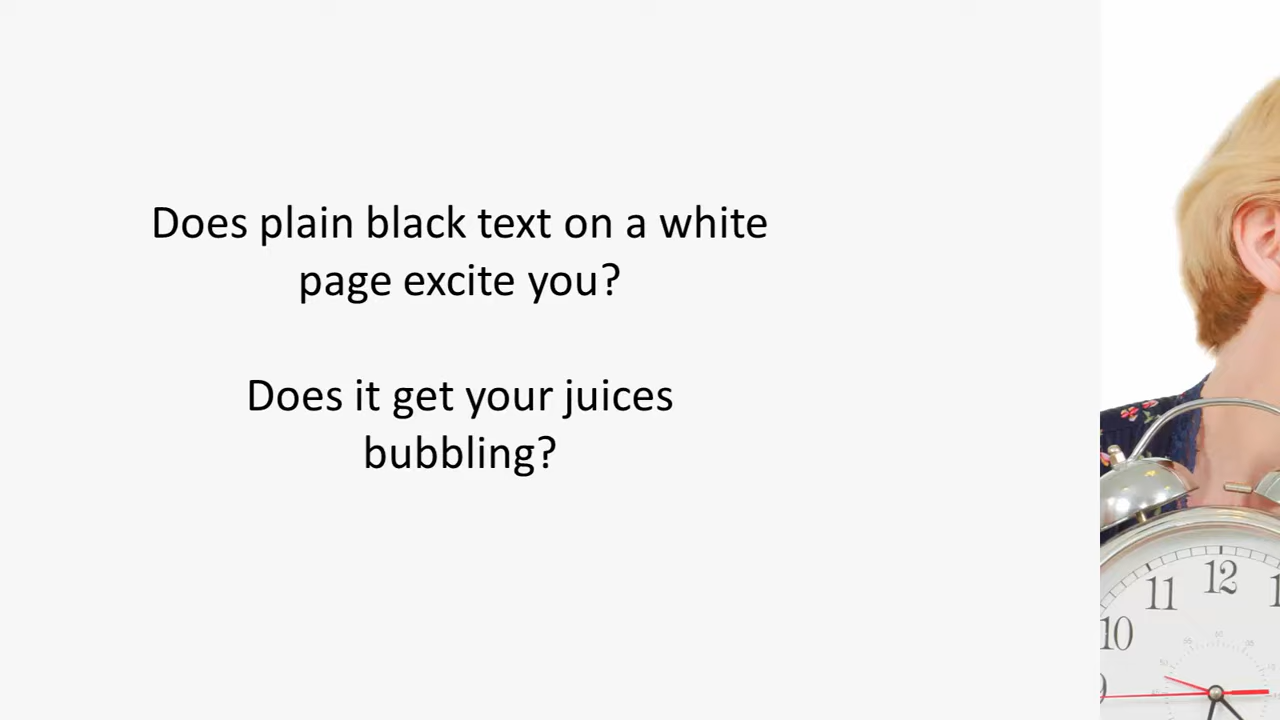 Does plain black text on a white
page excite you?
Does it get your juices
bubbling?
12
11
10